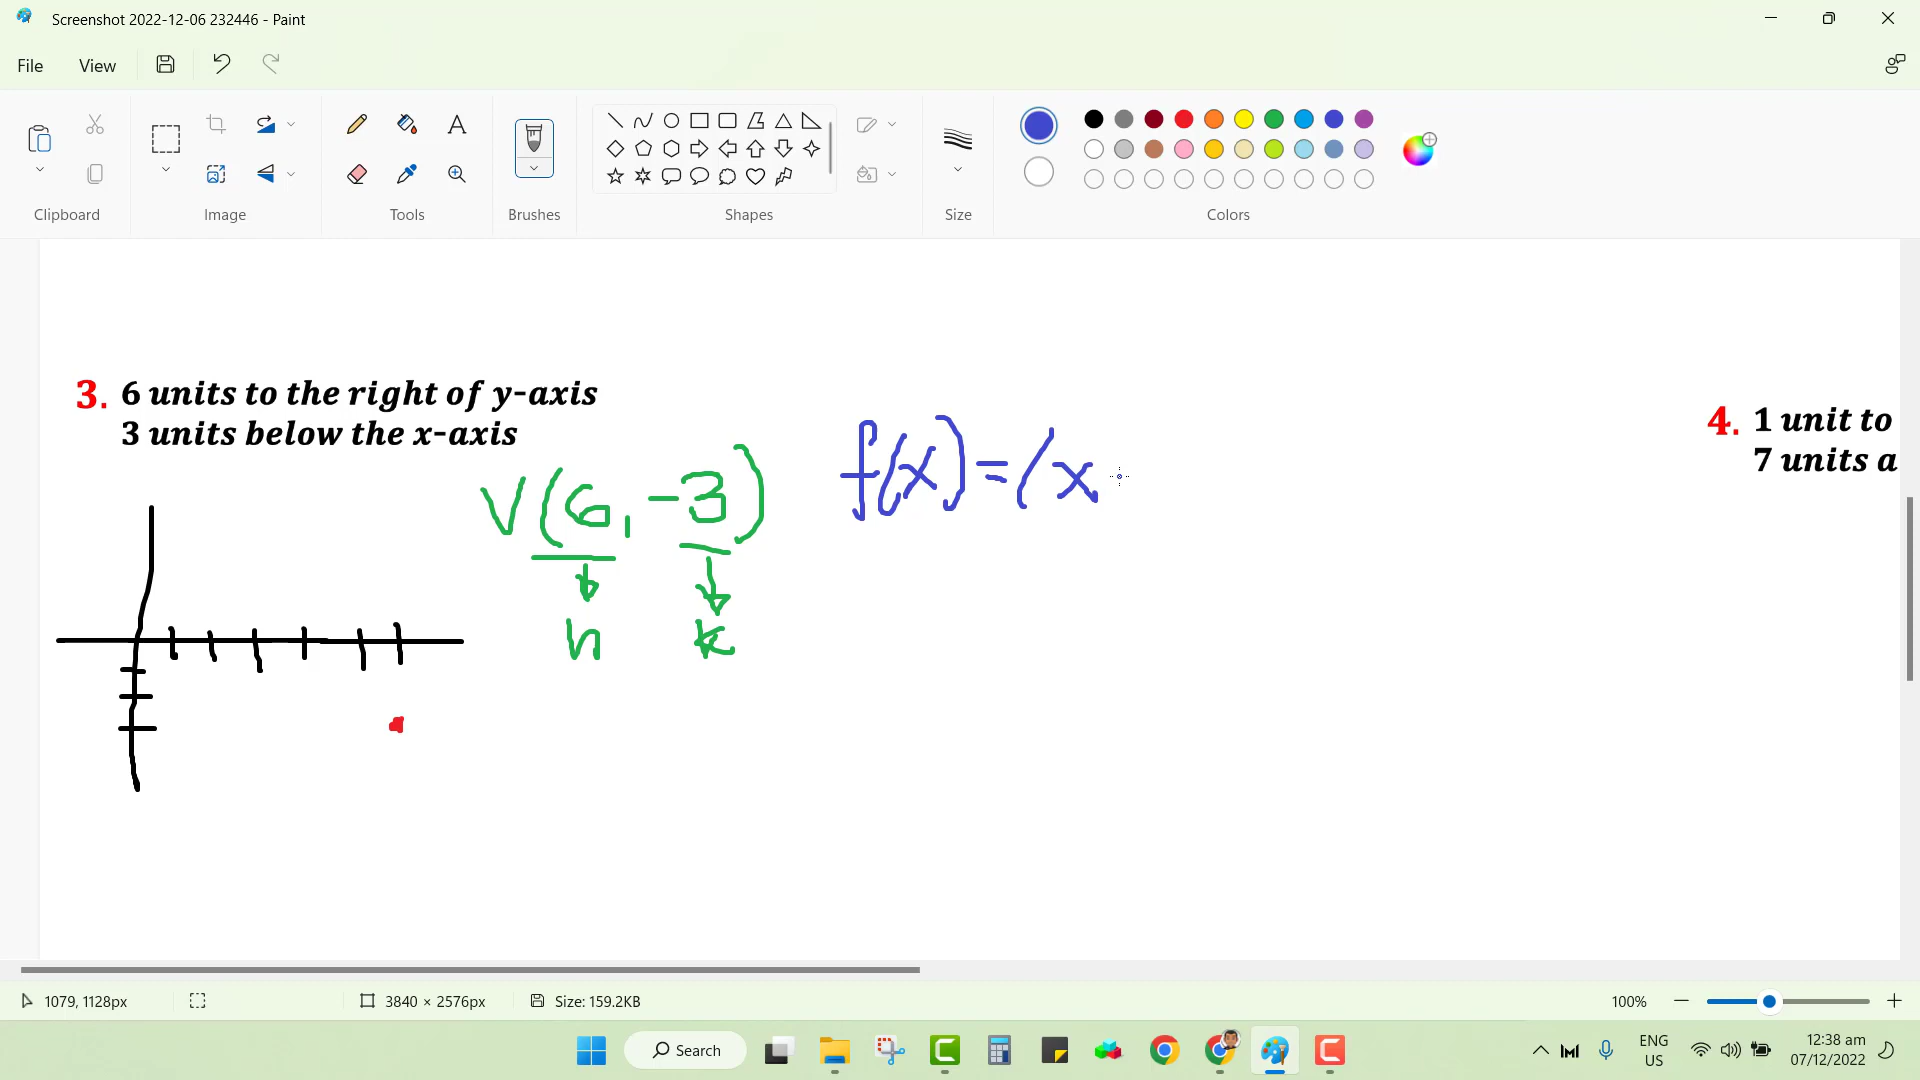 Screenshot 2022-12-06 232446 - Paint
File View
Clipboard Image Tools Brushes Shapes Size Colors
3. 6 units to the right of y-axis
3 units below the x-axis
V(6, -3)
h k
f(x) = (x
4. 1 unit to
7 units a
1079, 1128px 3840 × 2576px Size: 159.2KB 100%
Search
ENG
US
12:38 am
07/12/2022